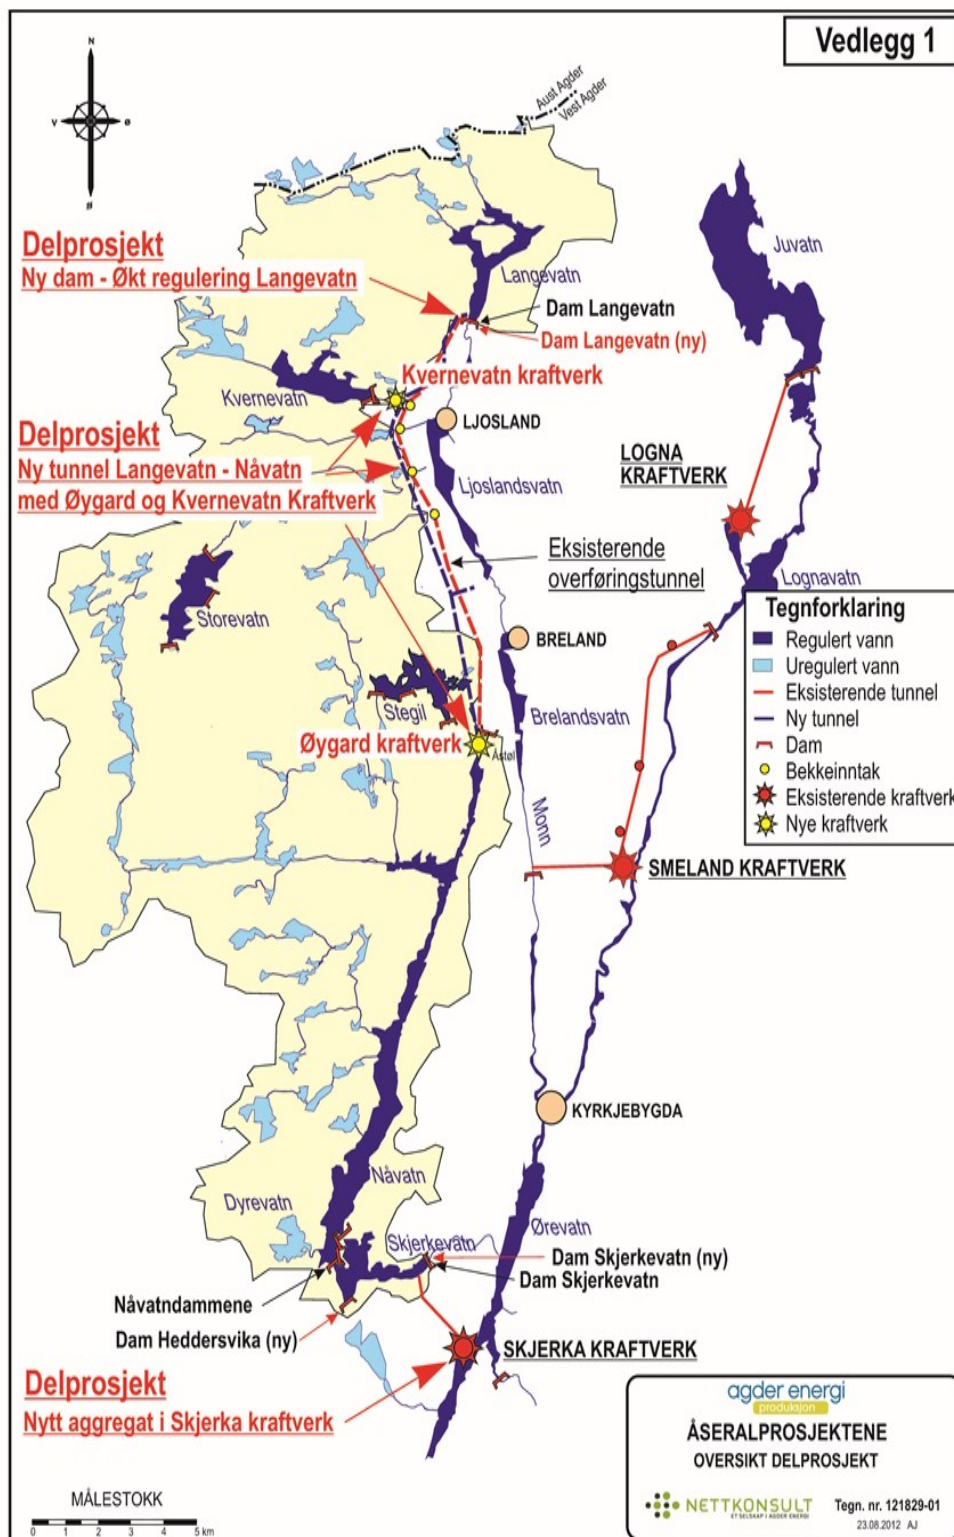 Vedlegg 1
N
V
Ø
Aust Agder
Vest Agder
Delprosjekt
Ny dam - Økt regulering Langevatn
Langevatn
Juvatn
Dam Langevatn
Dam Langevatn (ny)
Kvernevatn kraftverk
Kvernevatn
LJOSLAND
Delprosjekt
Ny tunnel Langevatn - Nåvatn
med Øygard og Kvernevatn Kraftverk
LOGNA
KRAFTVERK
Ljoslandsvatn
Eksisterende
overføringstunnel
Lognavatn
Storevatn
BRELAND
Stegil
Brelandsvatn
Øygard kraftverk
Åstøl
Tegnforklaring
Regulert vann
Uregulert vann
Eksisterende tunnel
Ny tunnel
Dam
Bekkeinntak
Eksisterende kraftverk
Nye kraftverk
Monn
SMELAND KRAFTVERK
KYRKJEBYGDA
Nåvatn
Dyrevatn
Ørevatn
Skjerkevatn
Dam Skjerkevatn (ny)
Dam Skjerkevatn
Nåvatndammene
Dam Heddersvika (ny)
SKJERKA KRAFTVERK
Delprosjekt
Nytt aggregat i Skjerka kraftverk
MÅLESTOKK
0 1 2 3 4 5 km
agder energi
produksjon
ÅSERALPROSJEKTENE
OVERSIKT DELPROSJEKT
NETTKONSULT
ET SELSKAP I AGDER ENERGI
Tegn. nr. 121829-01
23.08.2012 AJ